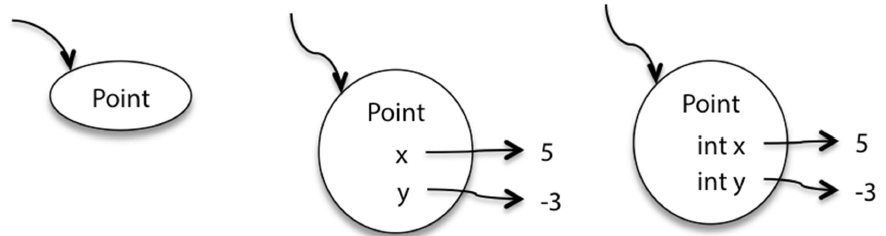 Point
Point
x 5
y -3
Point
int x 5
int y -3